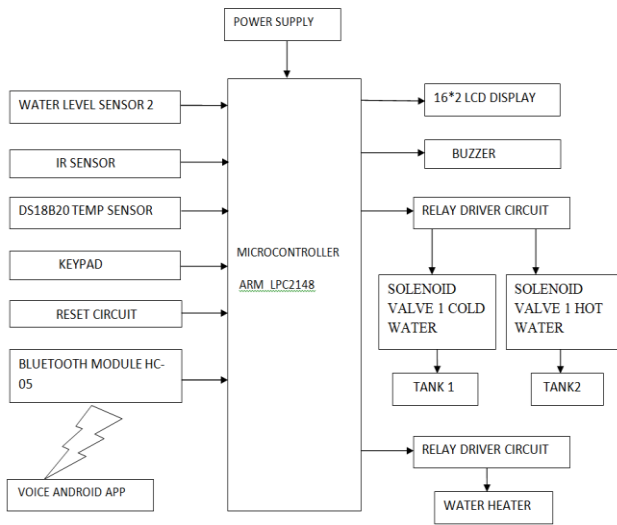 POWER SUPPLY
WATER LEVEL SENSOR 2
IR SENSOR
DS18B20 TEMP SENSOR
KEYPAD
RESET CIRCUIT
BLUETOOTH MODULE HC-
05
VOICE ANDROID APP
MICROCONTROLLER
ARM LPC2148
16*2 LCD DISPLAY
BUZZER
RELAY DRIVER CIRCUIT
SOLENOID
VALVE 1 COLD
WATER
SOLENOID
VALVE 1 HOT
WATER
TANK 1
TANK2
RELAY DRIVER CIRCUIT
WATER HEATER